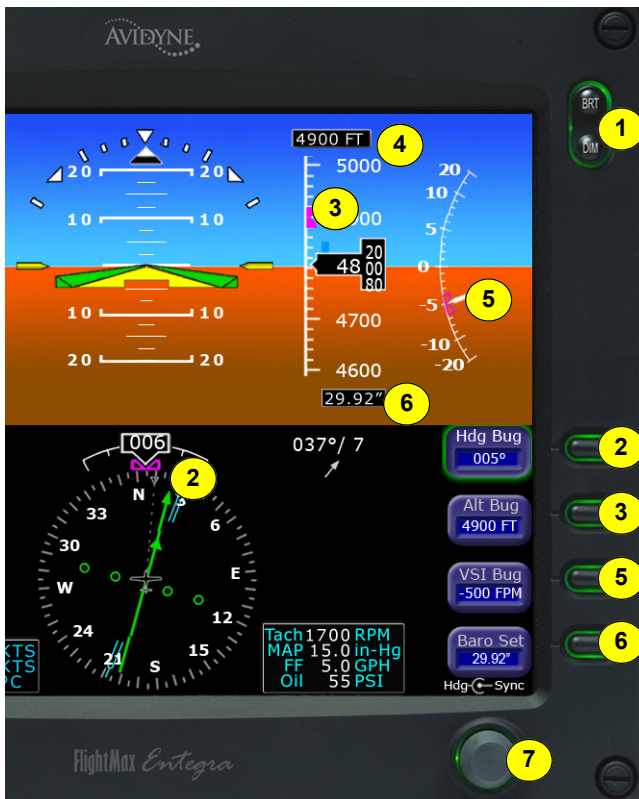 AVIDYNE
BRT
1
DIM
4900 FT
4
5000
20
20
20
10
3
10
10
5
20
0
48 00
80
-5
5
10
10
4700
-10
20
20
4600
-20
29.92”
6
006
037°/ 7
Hdg Bug
005°
2
2
N
3
33
6
Alt Bug
4900 FT
3
30
W
E
VSI Bug
-500 FPM
5
24
12
21
15
S
KTS
KTS
PC
Tach 1700 RPM
MAP 15.0 in-Hg
FF 5.0 GPH
Oil 55 PSI
Baro Set
29.92”
6
Hdg Sync
FlightMax Entegra
7